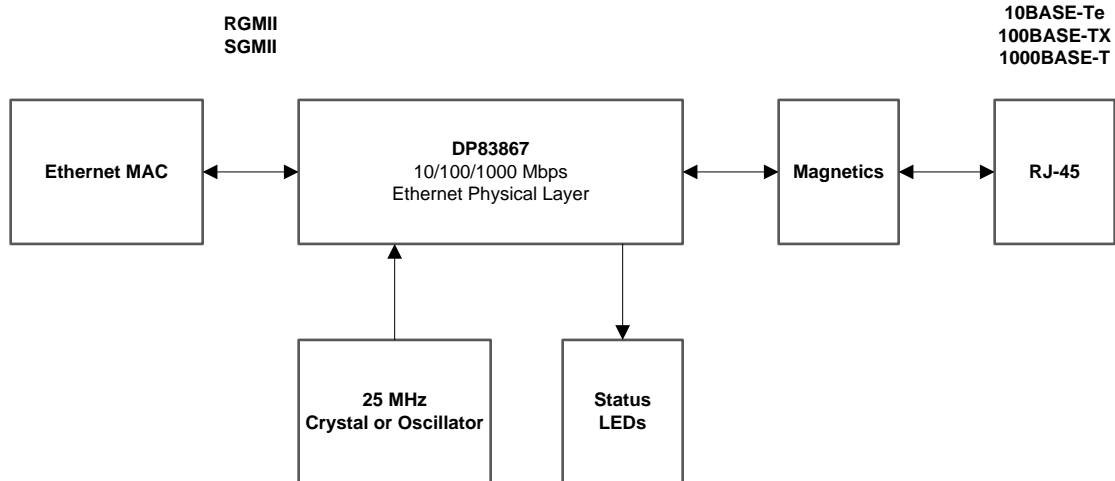 RGMII
SGMII
10BASE-Te
100BASE-TX
1000BASE-T
Ethernet MAC
DP83867
10/100/1000 Mbps
Ethernet Physical Layer
Magnetics
RJ-45
25 MHz
Crystal or Oscillator
Status
LEDs